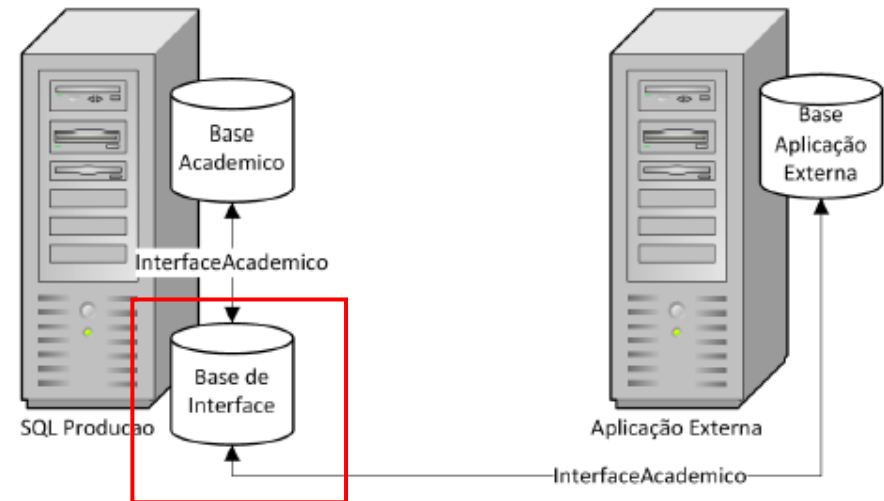 Base
Academico
InterfaceAcademico
Base de
Interface
SQL Producao
Base
Aplicação
Externa
Aplicação Externa
InterfaceAcademico